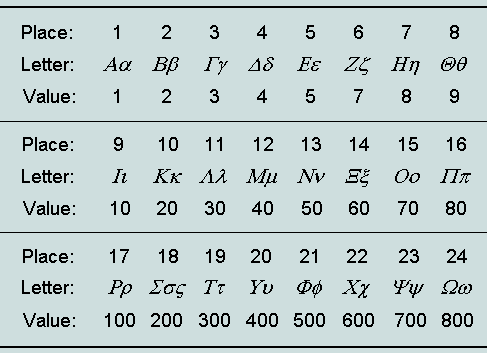 Place: 1 2 3 4 5 6 7 8
Letter: Αα Ββ Γγ Δδ Εε Ζζ Ηη Θθ
Value: 1 2 3 4 5 7 8 9
Place: 9 10 11 12 13 14 15 16
Letter: Ιι Κκ Λλ Μμ Νν Ξξ Οο Ππ
Value: 10 20 30 40 50 60 70 80
Place: 17 18 19 20 21 22 23 24
Letter: Ρρ Σσς Ττ Υυ Φϕ Χχ Ψψ Ωω
Value: 100 200 300 400 500 600 700 800